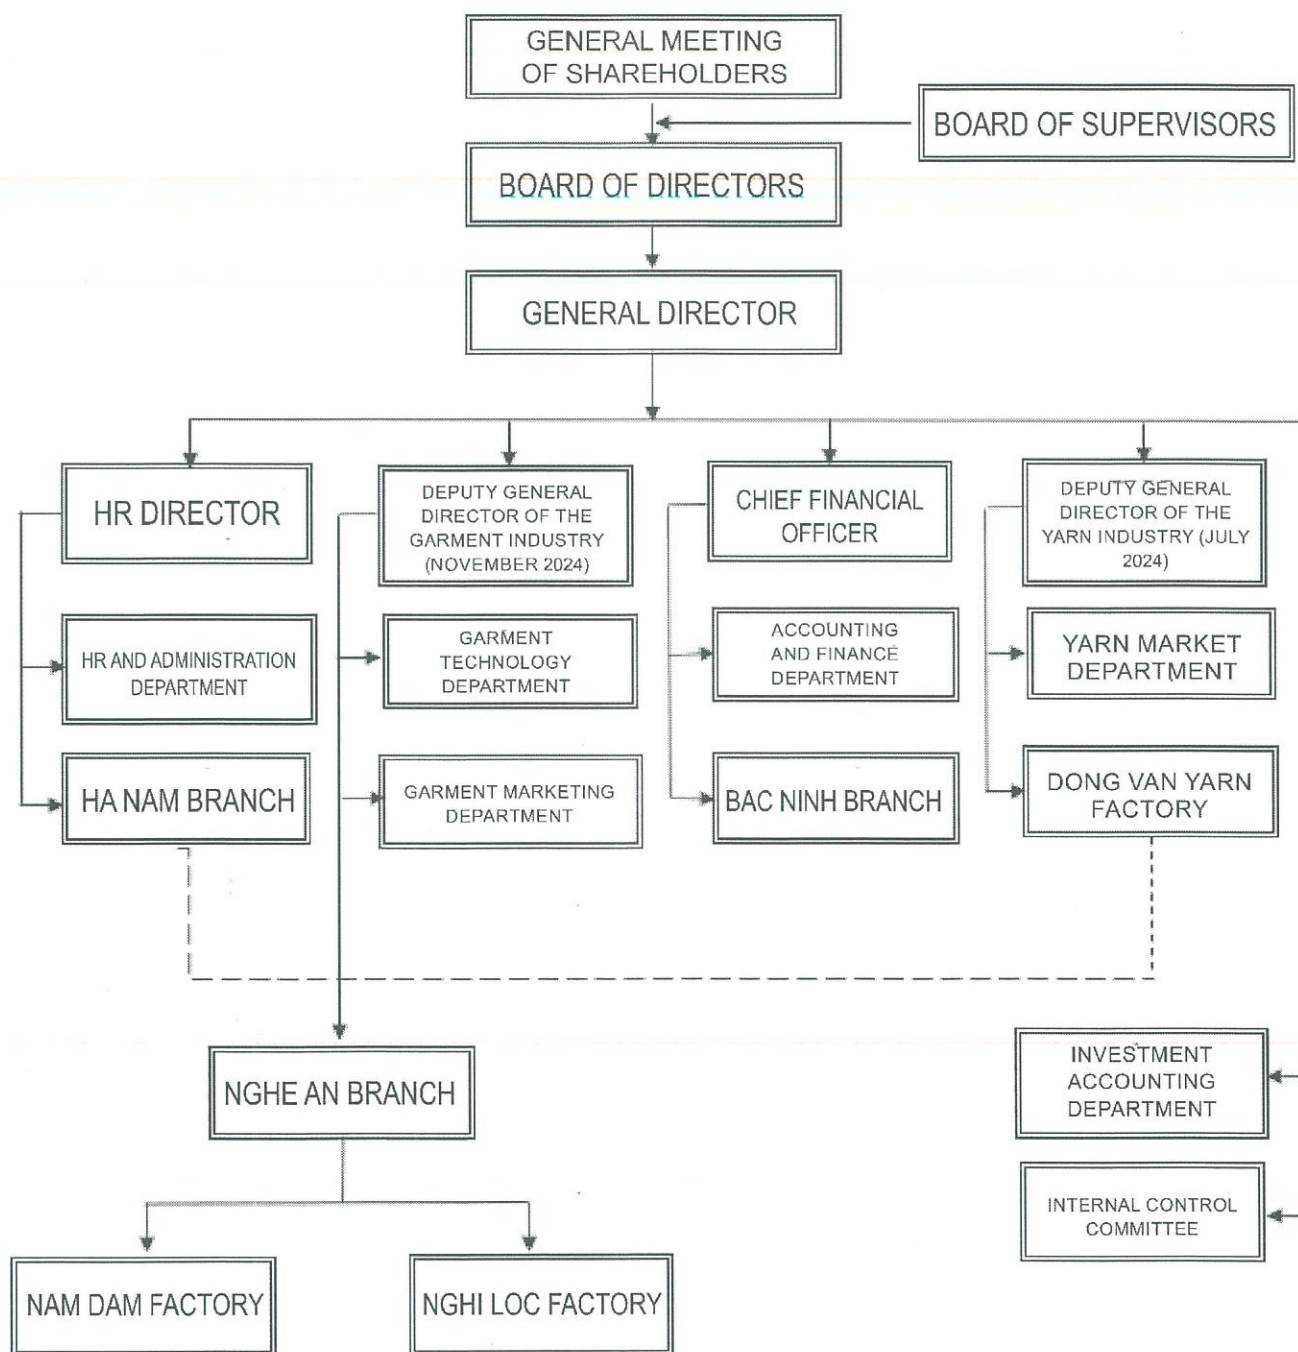 GENERAL MEETING
OF SHAREHOLDERS
BOARD OF SUPERVISORS
BOARD OF DIRECTORS
GENERAL DIRECTOR
HR DIRECTOR
DEPUTY GENERAL
DIRECTOR OF THE
GARMENT INDUSTRY
(NOVEMBER 2024)
CHIEF FINANCIAL
OFFICER
DEPUTY GENERAL
DIRECTOR OF THE
YARN INDUSTRY (JULY
2024)
HR AND ADMINISTRATION
DEPARTMENT
GARMENT
TECHNOLOGY
DEPARTMENT
ACCOUNTING
AND FINANCE
DEPARTMENT
YARN MARKET
DEPARTMENT
HA NAM BRANCH
GARMENT MARKETING
DEPARTMENT
BAC NINH BRANCH
DONG VAN YARN
FACTORY
NGHE AN BRANCH
INVESTMENT
ACCOUNTING
DEPARTMENT
INTERNAL CONTROL
COMMITTEE
NAM DAM FACTORY
NGHI LOC FACTORY